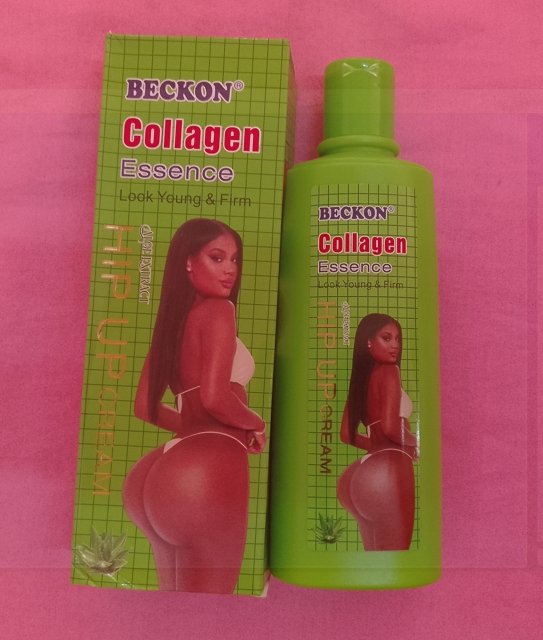 BECKON®
Collagen
Essence
Look Young & Firm
HIP UP CREAM
BECKON®
Collagen
Essence
Look Young & Firm
HIP UP CREAM